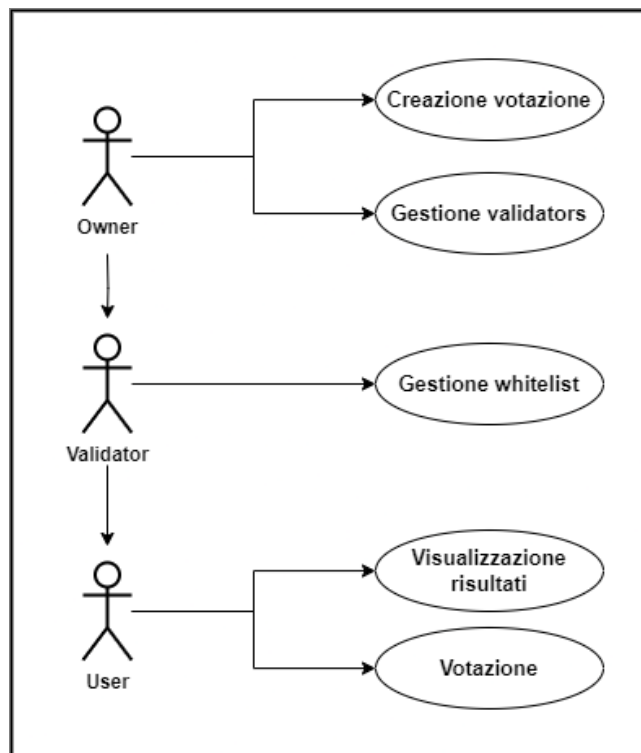 Creazione votazione
Owner
Gestione validators
Validator
Gestione whitelist
Visualizzazione
risultati
User
Votazione